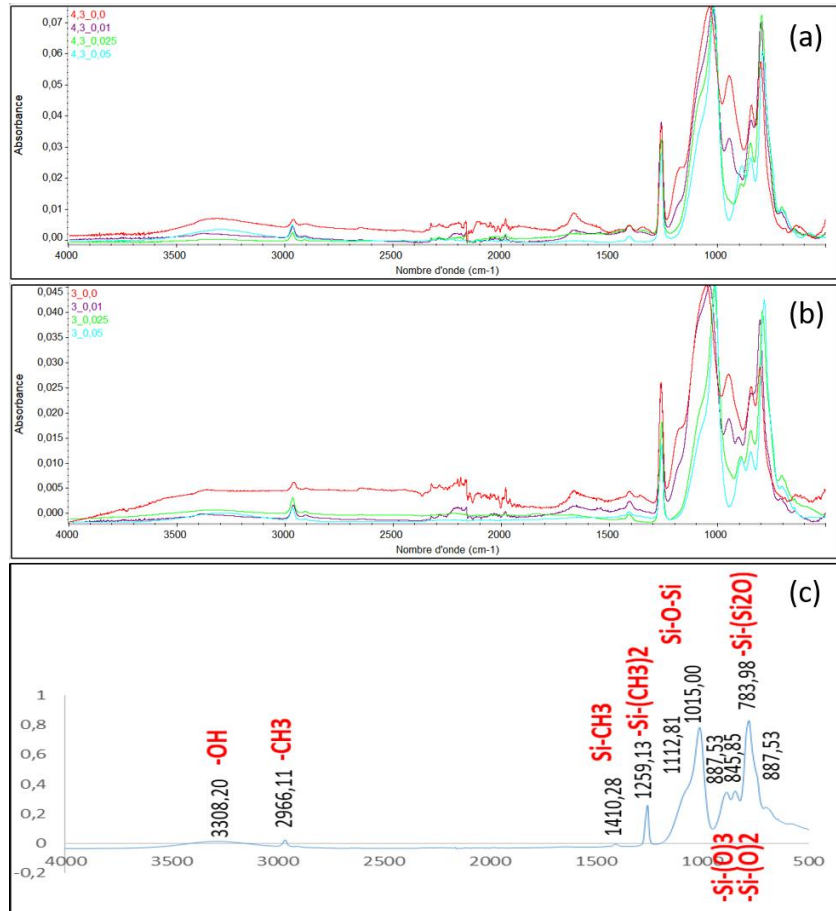 4,3_0,0
4,3_0,01
4,3_0,025
4,3_0,05
(a)
0,07
0,06
0,05
0,04
0,03
0,02
0,01
0,00
Absorbance
4000 3500 3000 2500 2000 1500 1000
Nombre d'onde (cm-1)
3_0,0
3_0,01
3_0,025
3_0,05
(b)
0,045
0,040
0,035
0,030
0,025
0,020
0,015
0,010
0,005
0,000
Absorbance
4000 3500 3000 2500 2000 1500 1000
Nombre d'onde (cm-1)
(c)
1
0,8
0,6
0,4
0,2
0
-0,2
4000 3500 3000 2500 2000 1500 1000 500
3308,20 -OH
2966,11 -CH3
Si-CH3
1410,28
1259,13 -Si-(CH3)2
Si-O-Si
1112,81
1015,00
887,53
845,85
783,98 -Si-(Si2O)
887,53
-Si-(O)3
-Si-(O)2